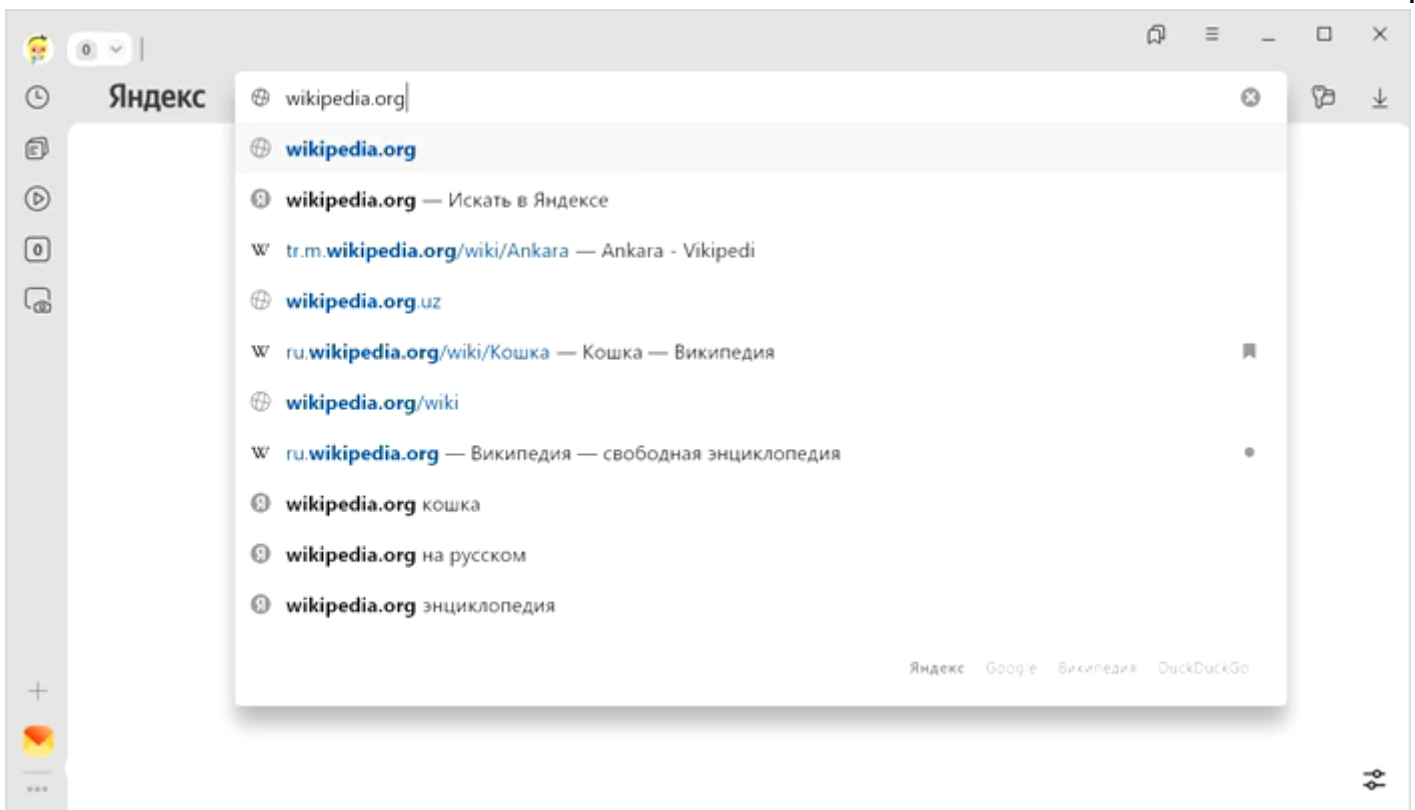 0
Яндекс
wikipedia.org
wikipedia.org
wikipedia.org — Искать в Яндексе
tr.m.wikipedia.org/wiki/Ankara — Ankara - Vikipedi
wikipedia.org.uz
ru.wikipedia.org/wiki/Кошка — Кошка — Википедия
wikipedia.org/wiki
ru.wikipedia.org — Википедия — свободная энциклопедия
wikipedia.org кошка
wikipedia.org на русском
wikipedia.org энциклопедия
Яндекс Google Википедия DuckDuckGo
0